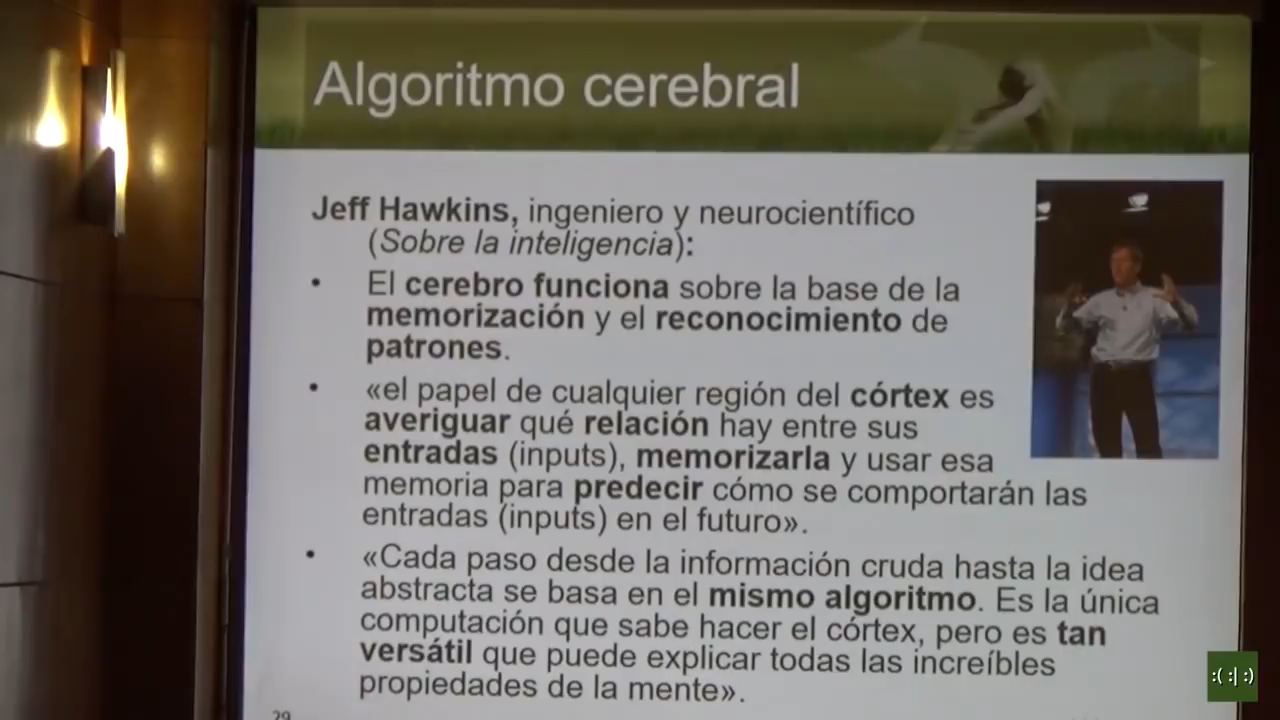 Algoritmo cerebral
Jeff Hawkins, ingeniero y neurocientífico
(Sobre la inteligencia):
• El cerebro funciona sobre la base de la
memorización y el reconocimiento de
patrones.
• «el papel de cualquier región del córtex es
averiguar qué relación hay entre sus
entradas (inputs), memorizarla y usar esa
memoria para predecir cómo se comportarán las
entradas (inputs) en el futuro».
• «Cada paso desde la información cruda hasta la idea
abstracta se basa en el mismo algoritmo. Es la única
computación que sabe hacer el córtex, pero es tan
versátil que puede explicar todas las increíbles
propiedades de la mente».
29
:( :| :)